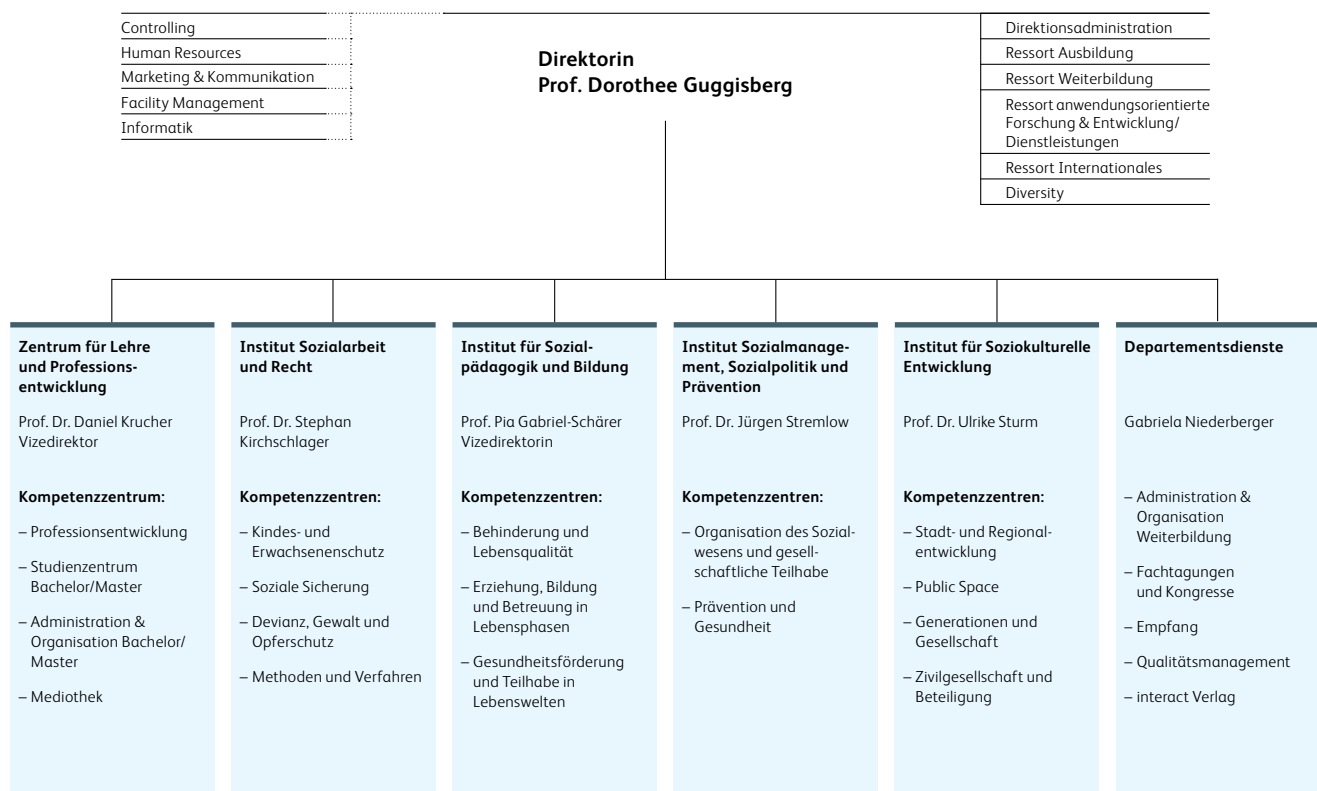 Controlling
Human Resources
Marketing & Kommunikation
Facility Management
Informatik
Direktorin
Prof. Dorothee Guggisberg
Direktionsadministration
Ressort Ausbildung
Ressort Weiterbildung
Ressort anwendungsorientierte
Forschung & Entwicklung/
Dienstleistungen
Ressort Internationales
Diversity
Zentrum für Lehre
und Professions-
entwicklung
Prof. Dr. Daniel Krucher
Vizedirektor
Kompetenzzentrum:
– Professionsentwicklung
– Studienzentrum
Bachelor/Master
– Administration &
Organisation Bachelor/
Master
– Mediothek
Institut Sozialarbeit
und Recht
Prof. Dr. Stephan
Kirchschlager
Kompetenzzentren:
– Kindes- und
Erwachsenenschutz
– Soziale Sicherung
– Devianz, Gewalt und
Opferschutz
– Methoden und Verfahren
Institut für Sozial-
pädagogik und Bildung
Prof. Pia Gabriel-Schärer
Vizedirektorin
Kompetenzzentren:
– Behinderung und
Lebensqualität
– Erziehung, Bildung
und Betreuung in
Lebensphasen
– Gesundheitsförderung
und Teilhabe in
Lebenswelten
Institut Sozialmanage-
ment, Sozialpolitik und
Prävention
Prof. Dr. Jürgen Stremlow
Kompetenzzentren:
– Organisation des Sozial-
wesens und gesell-
schaftliche Teilhabe
– Prävention und
Gesundheit
Institut für Soziokulturelle
Entwicklung
Prof. Dr. Ulrike Sturm
Kompetenzzentren:
– Stadt- und Regional-
entwicklung
– Public Space
– Generationen und
Gesellschaft
– Zivilgesellschaft und
Beteiligung
Departementsdienste
Gabriela Niederberger
– Administration &
Organisation
Weiterbildung
– Fachtagungen
und Kongresse
– Empfang
– Qualitätsmanagement
– interact Verlag